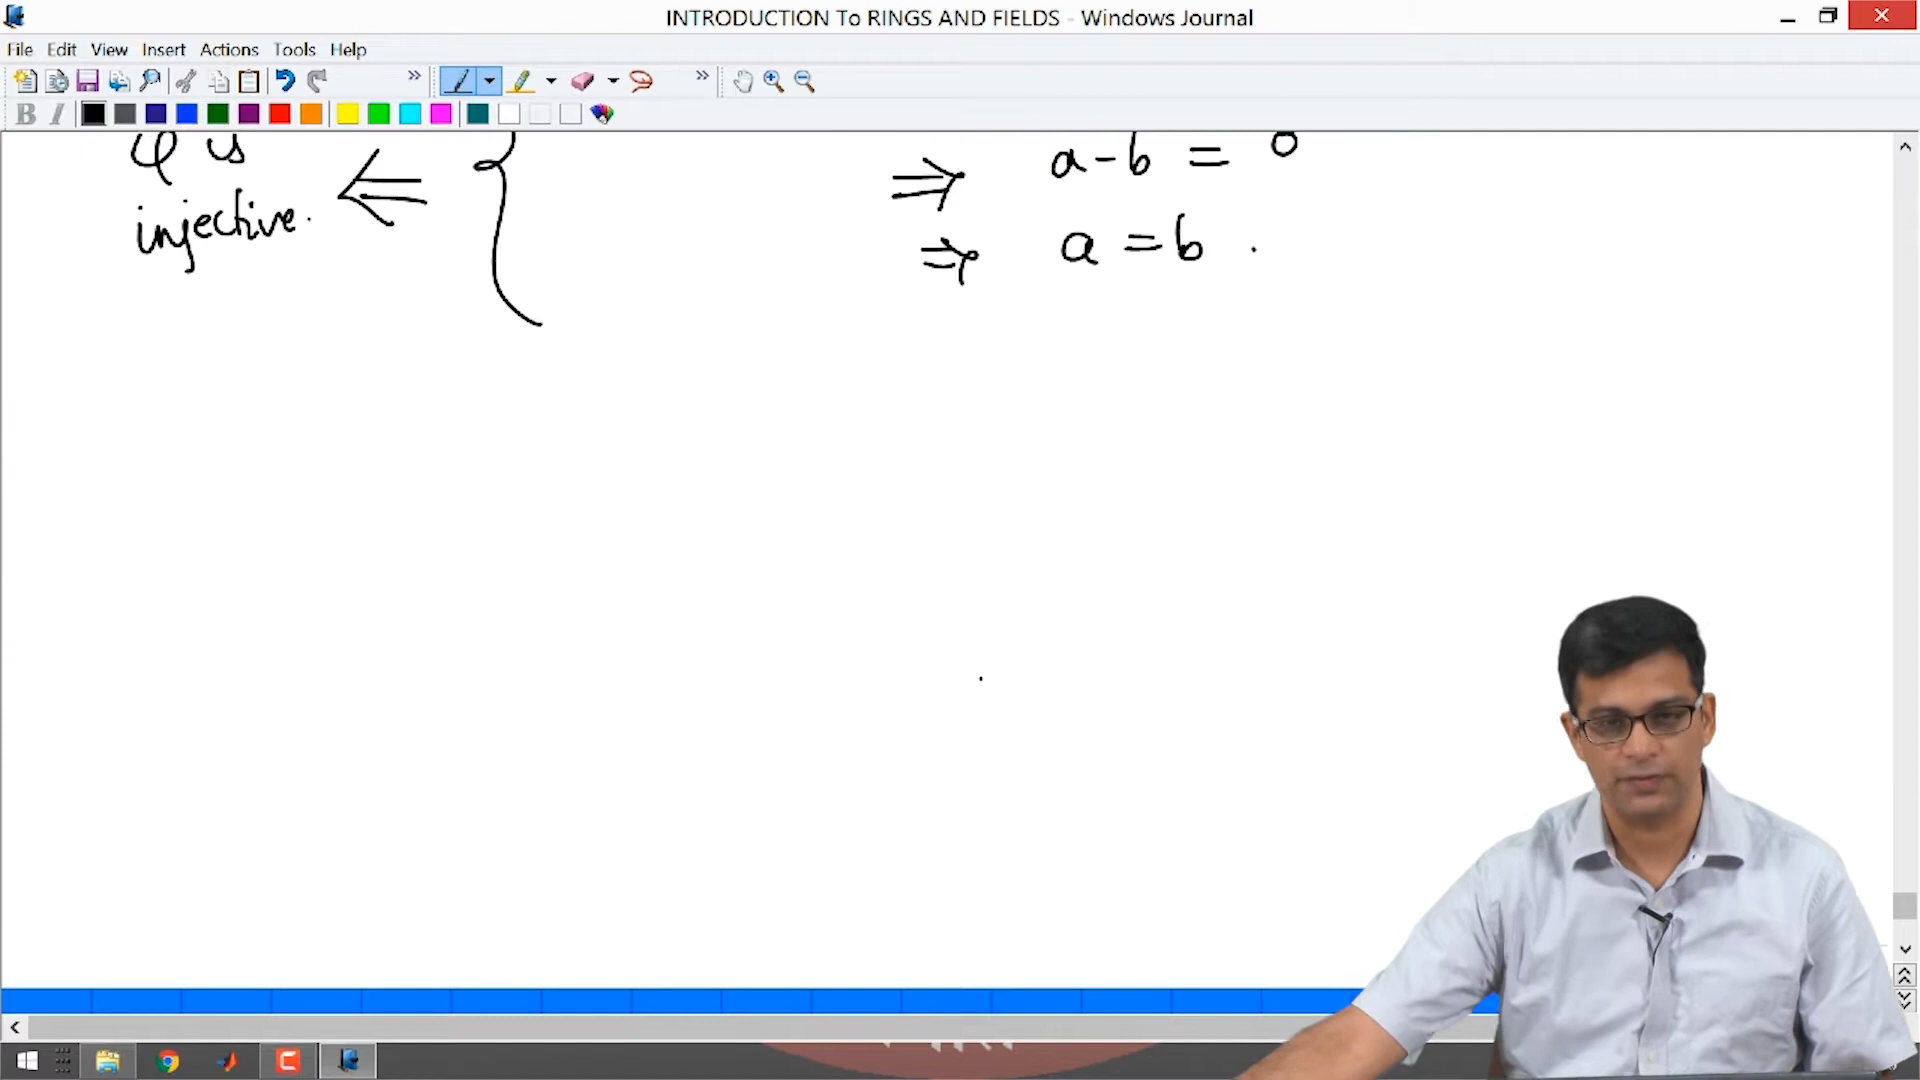 INTRODUCTION To RINGS AND FIELDS - Windows Journal
File Edit View Insert Actions Tools Help
B I
φ is
injective.
⇐ {
⇒ a-b = 0
⇒ a = b .